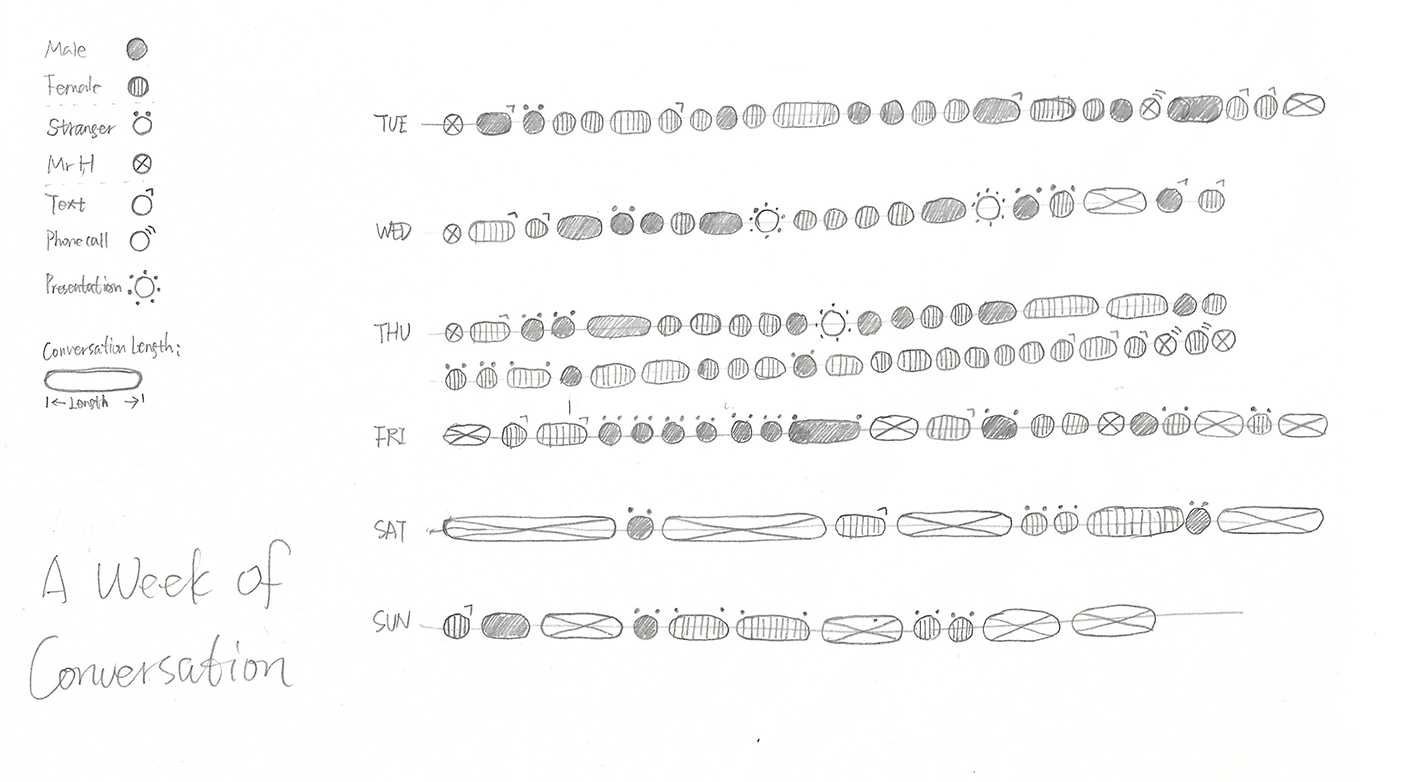 Male
Female
Stranger
Mr H
Text
Phone call
Presentation
Conversation Length:
Length
A Week of
Conversation
TUE
WED
THU
FRI
SAT
SUN